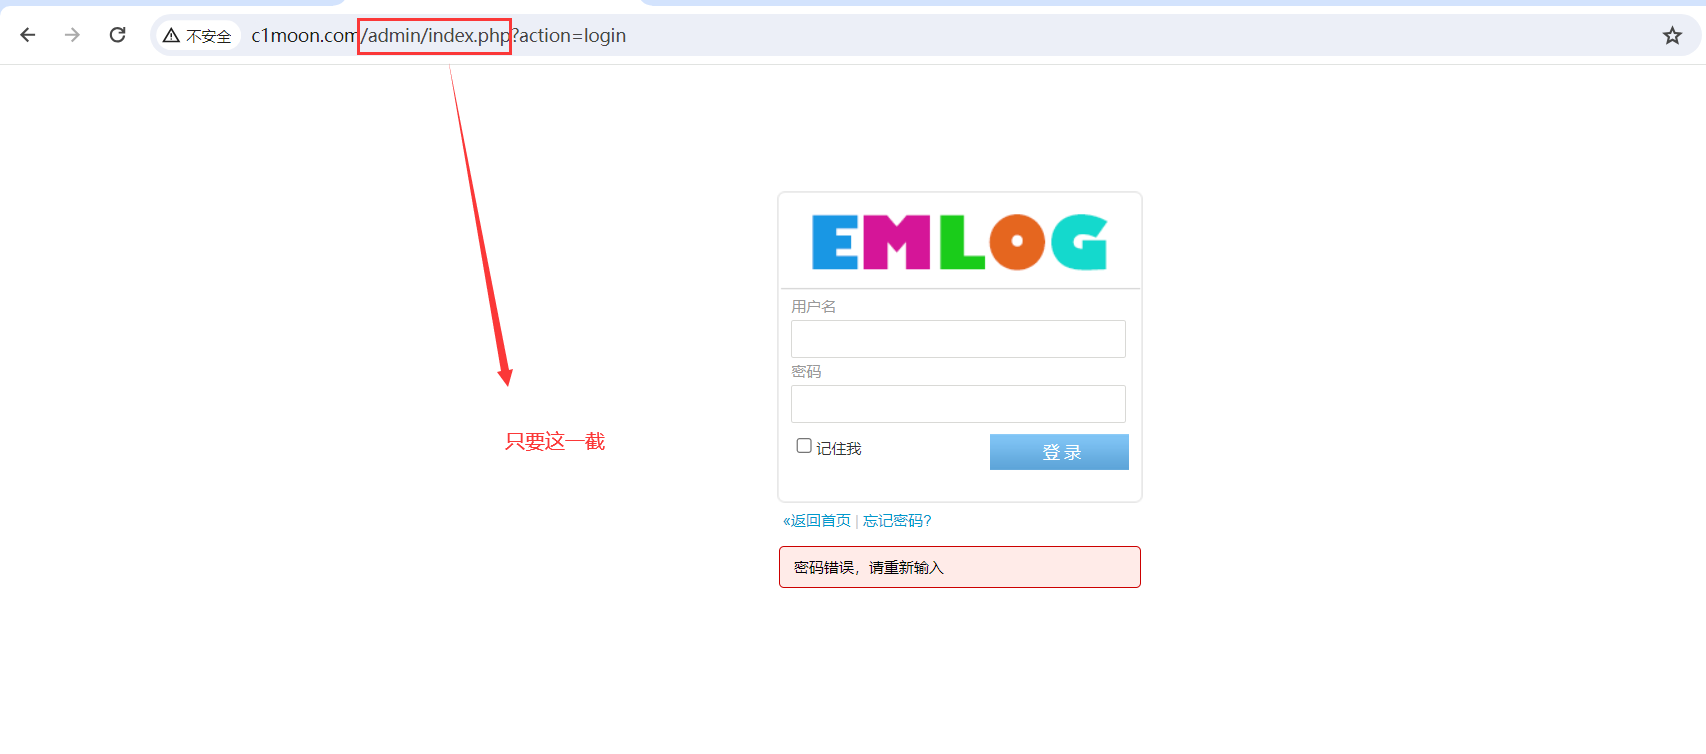 不安全 c1moon.com/admin/index.php?action=login
EMLOG
用户名
密码
只要这一截
记住我 登录
«返回首页 | 忘记密码?
密码错误，请重新输入